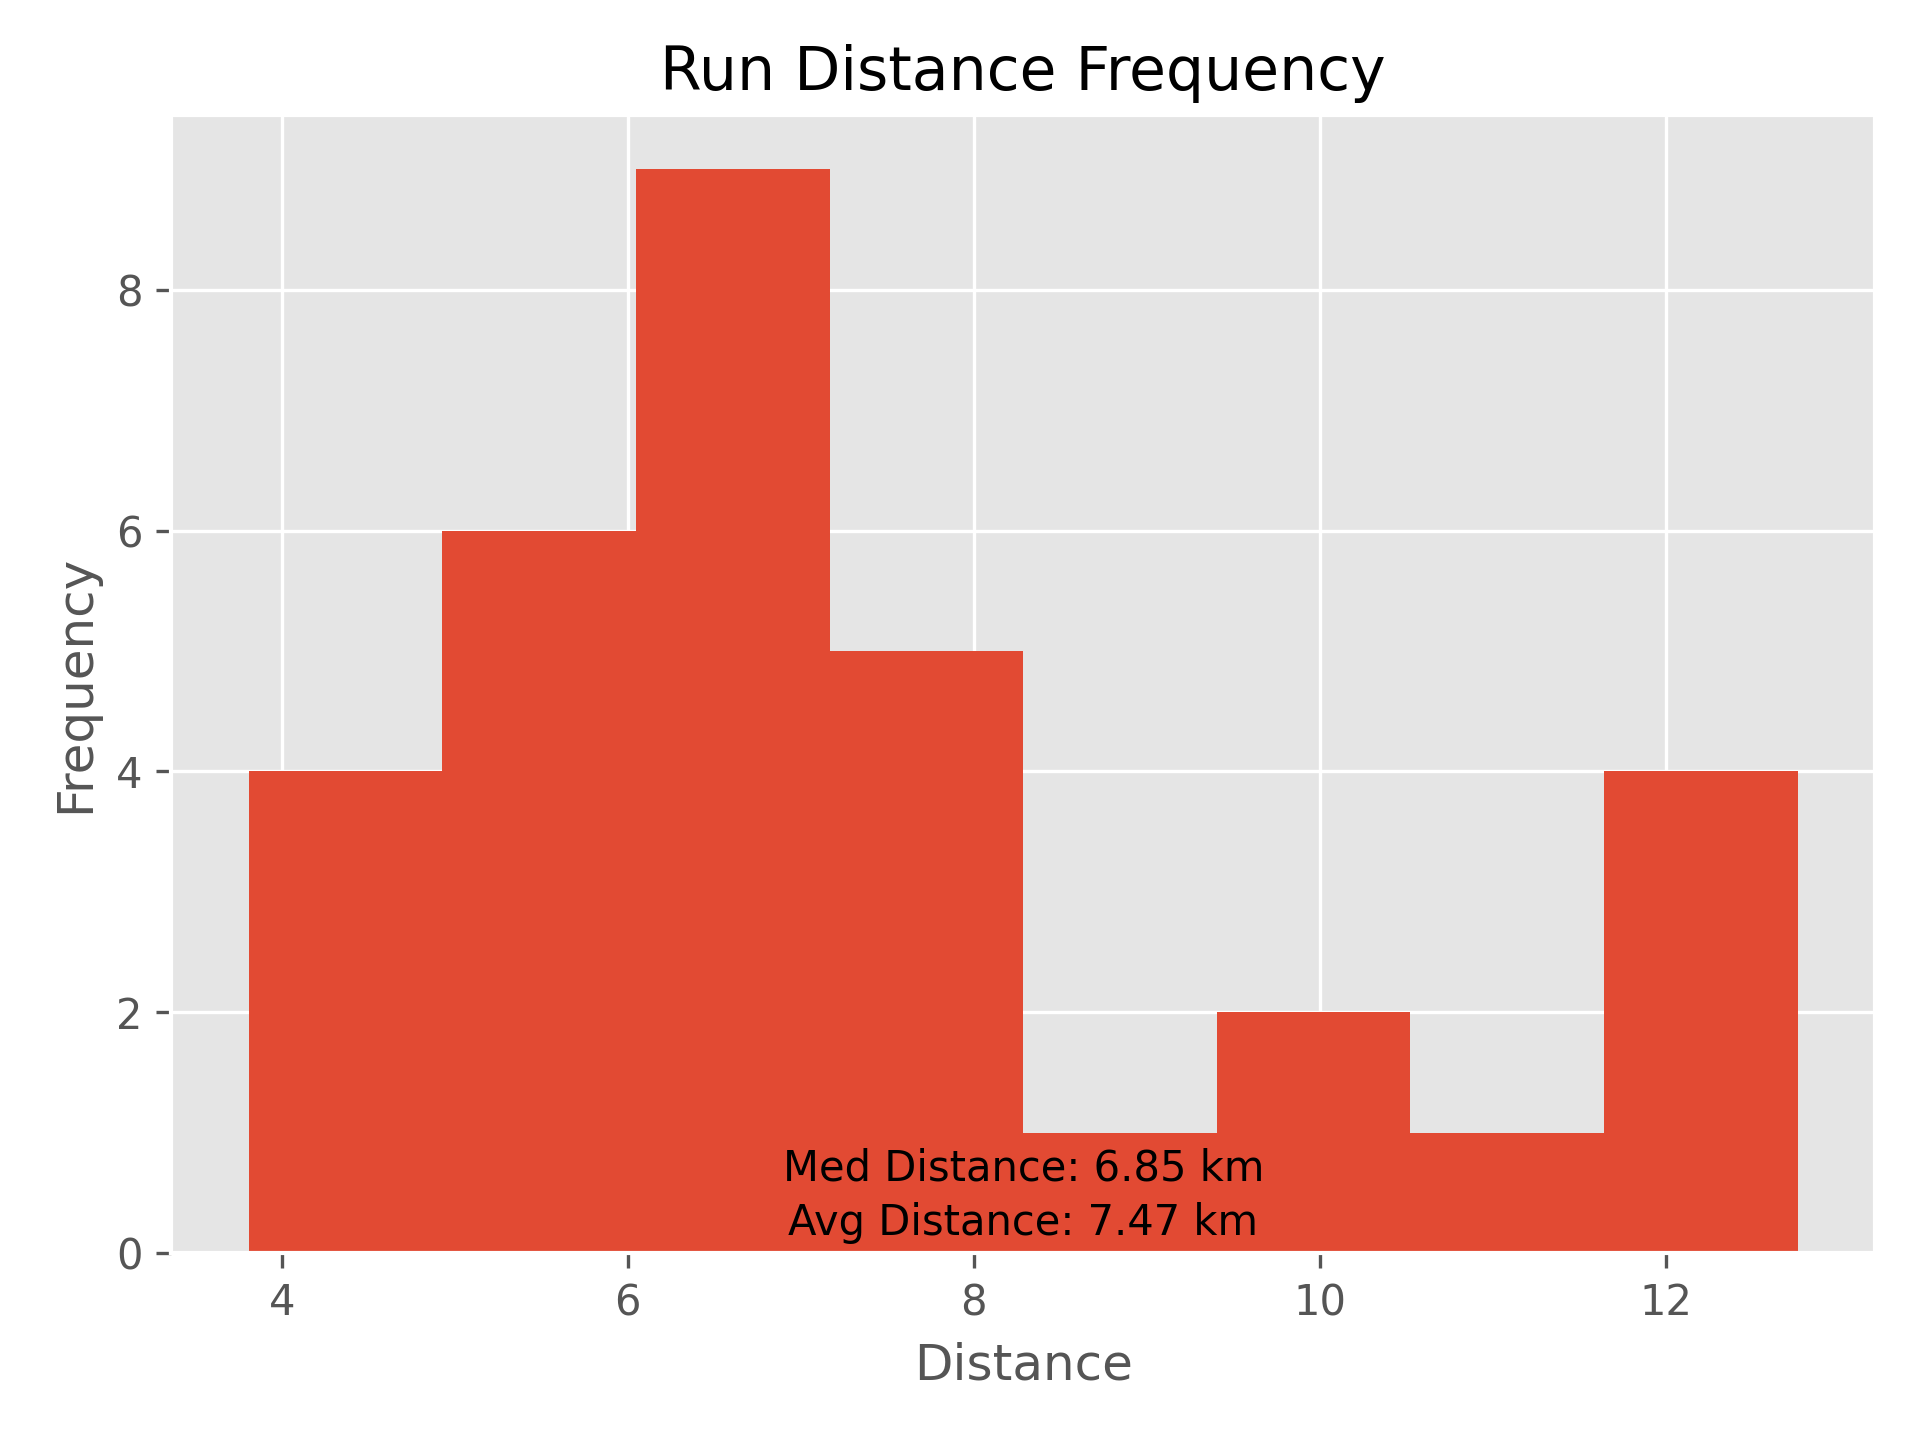 Run Distance Frequency
8
6
4
2
0
Frequency
Med Distance: 6.85 km
Avg Distance: 7.47 km
4 6 8 10 12
Distance